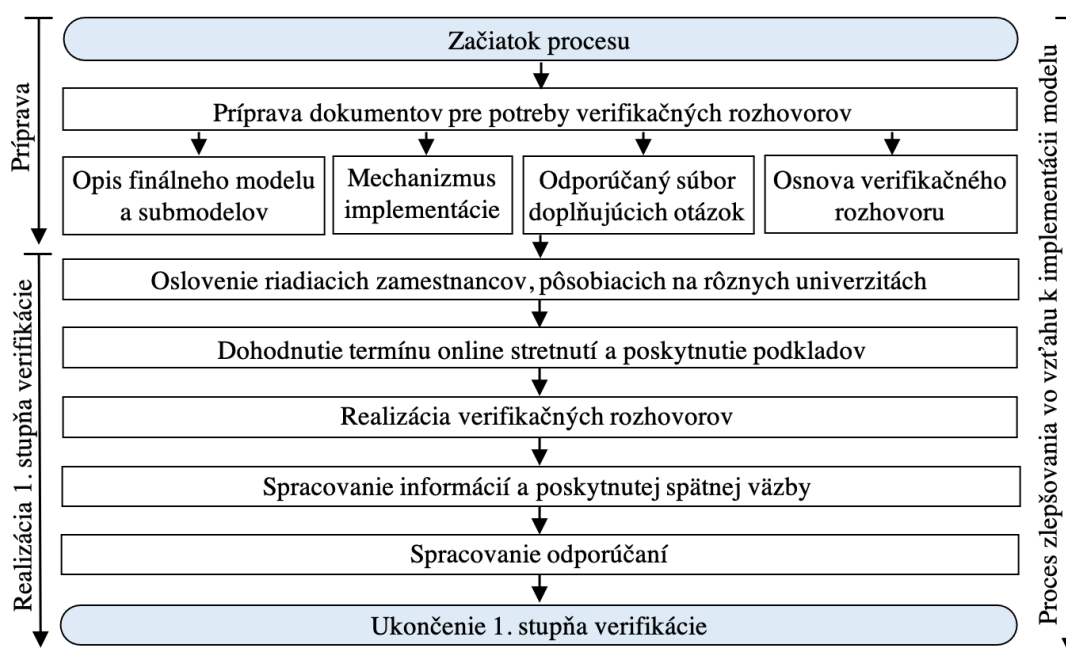 Začiatok procesu
Príprava dokumentov pre potreby verifikačných rozhovorov
Opis finálneho modelu
a submodelov
Mechanizmus
implementácie
Odporúčaný súbor
doplňujúcich otázok
Osnova verifikačného
rozhovoru
Oslovenie riadiacich zamestnancov, pôsobiacich na rôznych univerzitách
Dohodnutie termínu online stretnutí a poskytnutie podkladov
Realizácia verifikačných rozhovorov
Spracovanie informácií a poskytnutej spätnej väzby
Spracovanie odporúčaní
Ukončenie 1. stupňa verifikácie
Príprava
Realizácia 1. stupňa verifikácie
Proces zlepšovania vo vzťahu k implementácii modelu